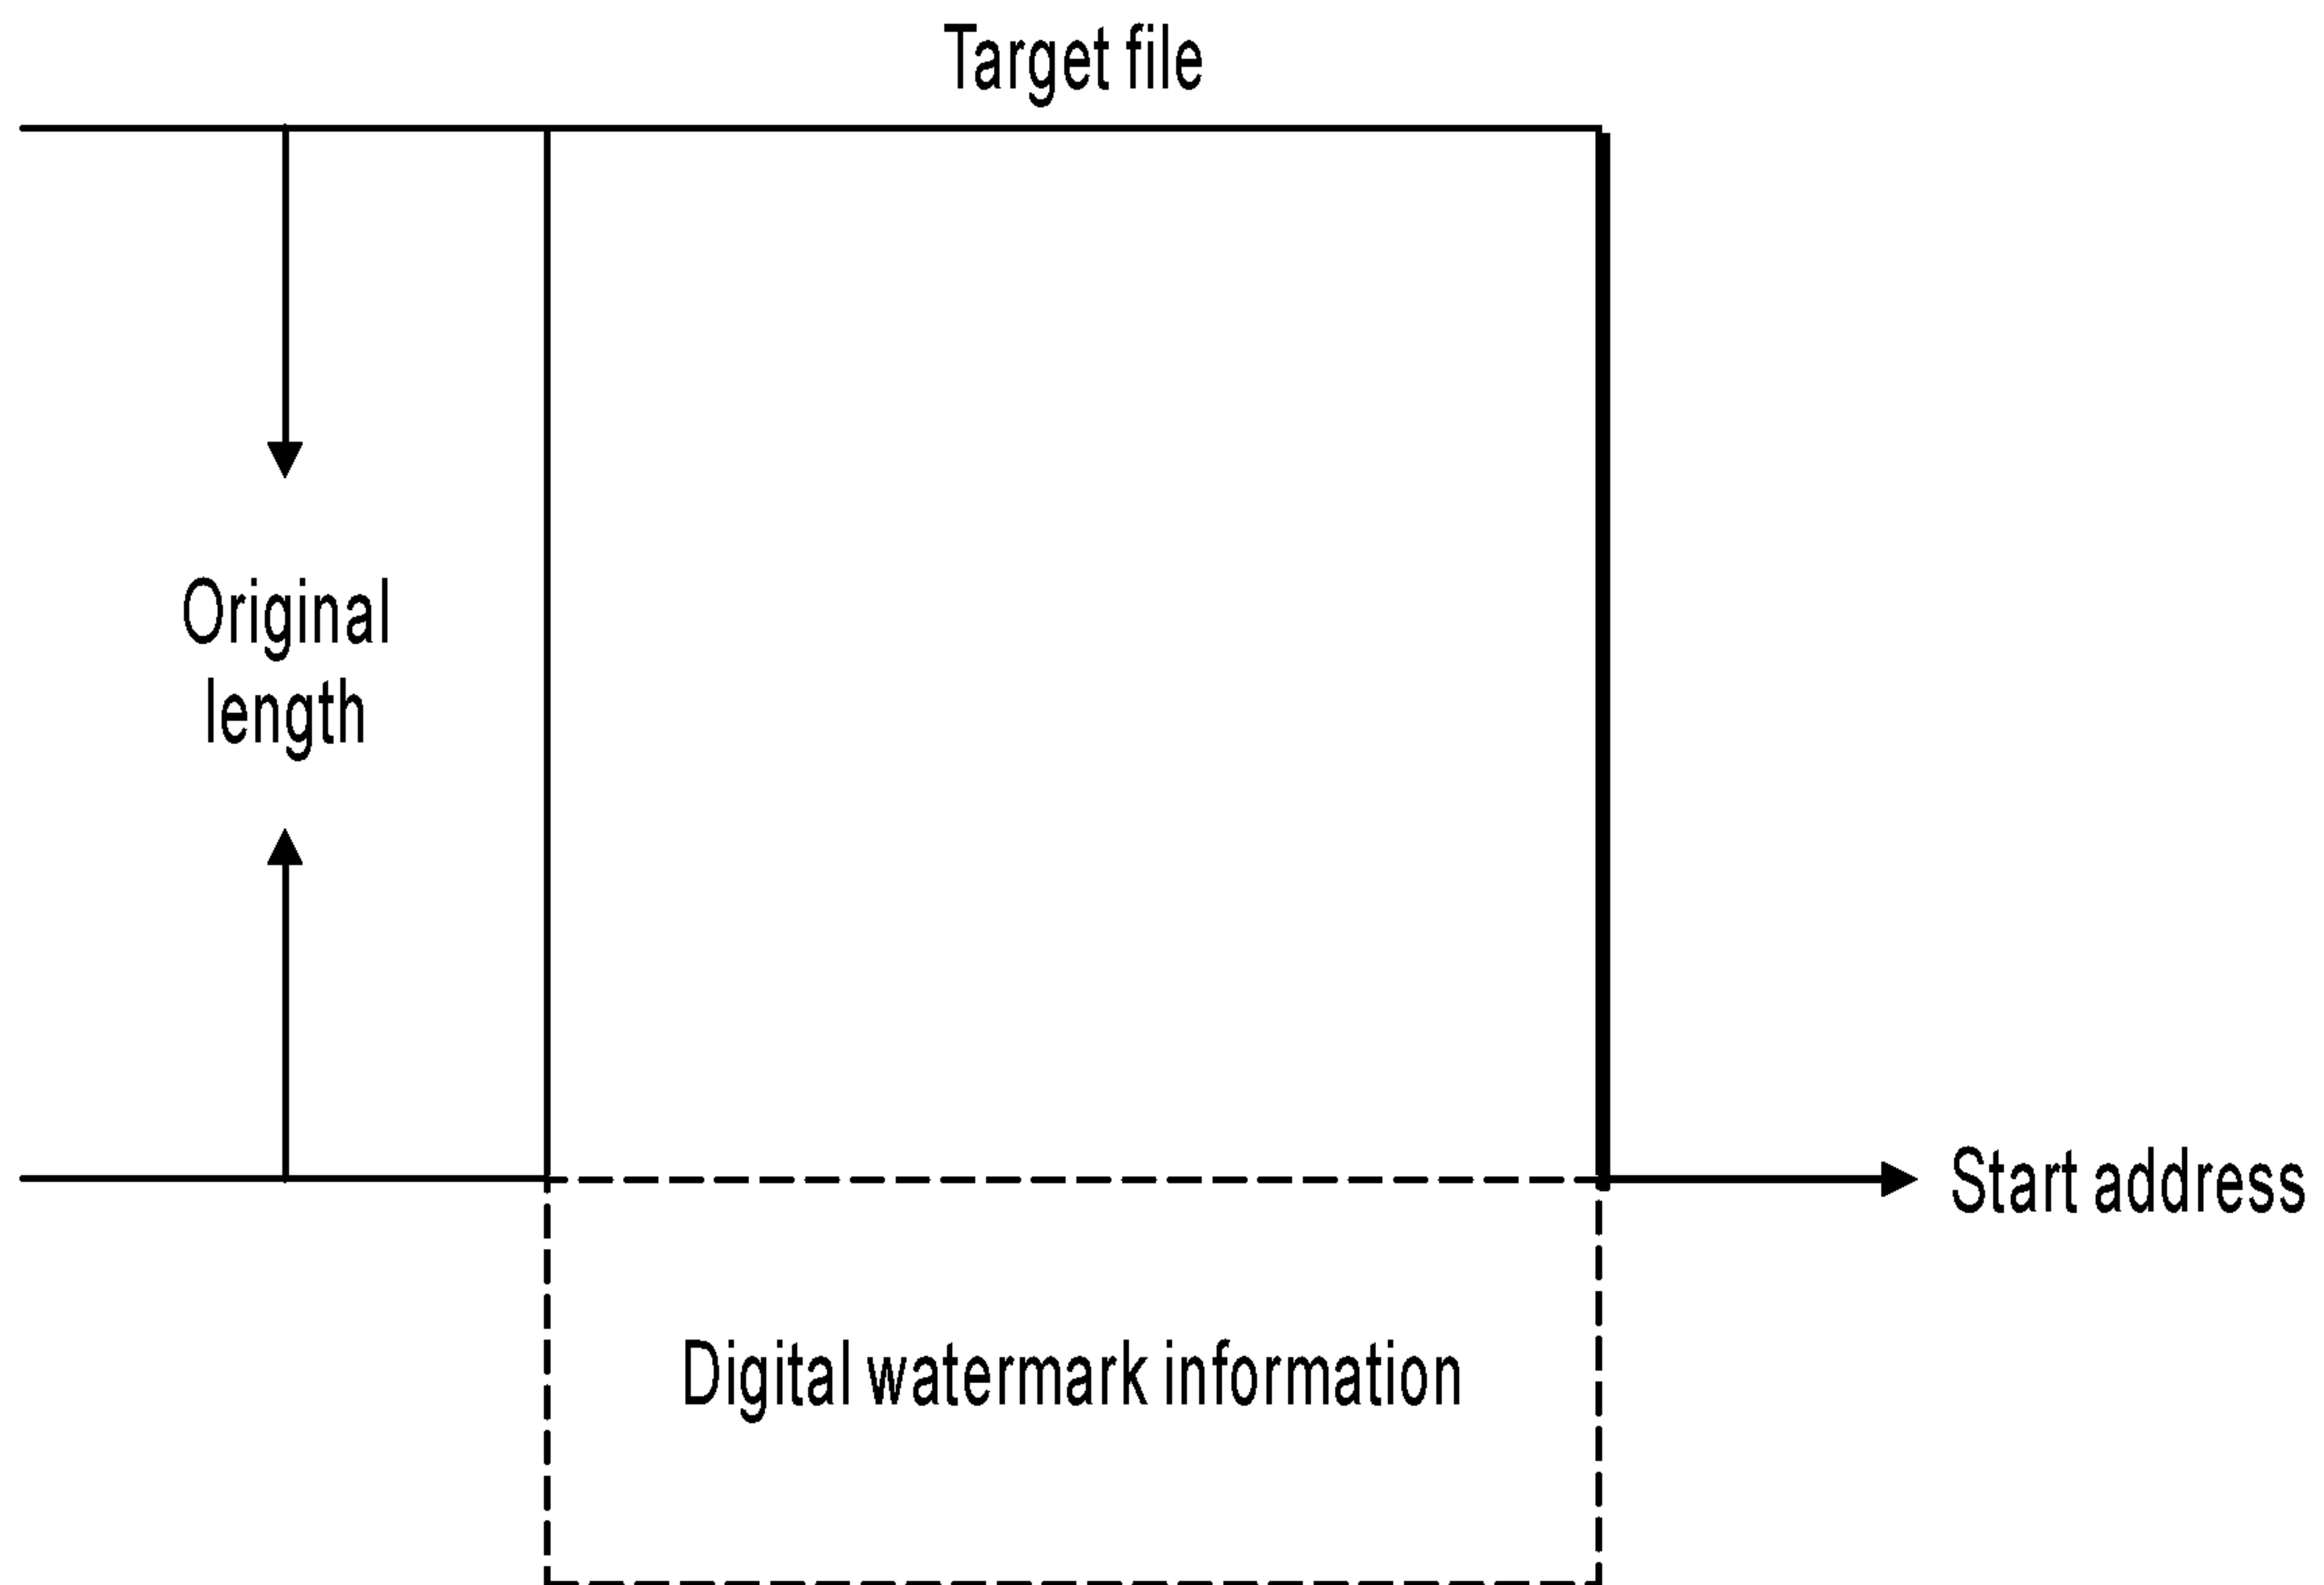 Target file
Original
length
Start address
Digital watermark information